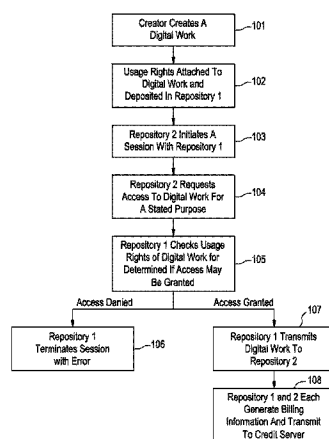 Creator Creates A
Digital Work
101
Usage Rights Attached To
Digital Work and
Deposited In Repository 1
102
Repository 2 Initiates A
Session With Repository 1
103
Repository 2 Requests
Access To Digital Work For
A Stated Purpose
104
Repository 1 Checks Usage
Rights of Digital Work for
Determined If Access May
Be Granted
105
Access Denied
Access Granted
107
Repository 1
Terminates Session
with Error
106
Repository 1 Transmits
Digital Work To
Repository 2
108
Repository 1 and 2 Each
Generate Billing
Information And Transmit
To Credit Server